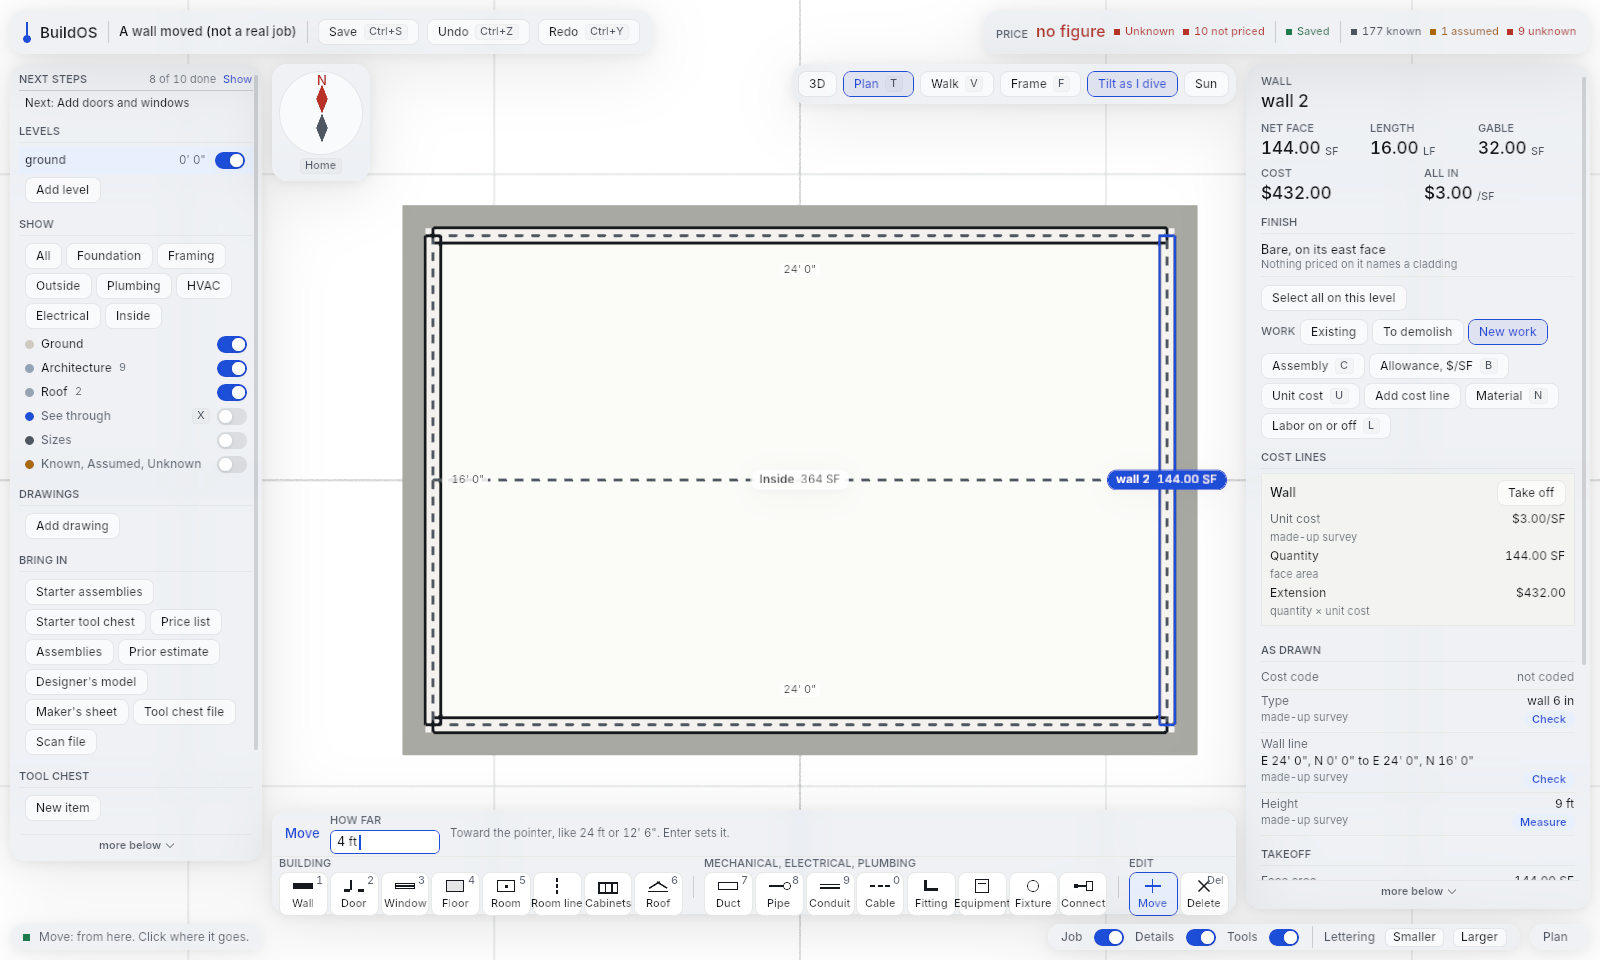 BuildOS
A wall moved (not a real job)
Save Ctrl+S
Undo Ctrl+Z
Redo Ctrl+Y
PRICE no figure Unknown 10 not priced Saved 177 known 1 assumed 9 unknown
NEXT STEPS 8 of 10 done Show
Next: Add doors and windows
LEVELS
ground 0' 0"
Add level
SHOW
All Foundation Framing
Outside Plumbing HVAC
Electrical Inside
Ground
Architecture 9
Roof 2
See through X
Sizes
Known, Assumed, Unknown
DRAWINGS
Add drawing
BRING IN
Starter assemblies
Starter tool chest Price list
Assemblies Prior estimate
Designer's model
Maker's sheet Tool chest file
Scan file
TOOL CHEST
New item
more below
N
Home
3D Plan T Walk V Frame F Tilt as I dive Sun
24' 0"
16' 0"
Inside 364 SF
wall 2 144.00 SF
24' 0"
WALL
wall 2
NET FACE LENGTH GABLE
144.00 SF 16.00 LF 32.00 SF
COST ALL IN
$432.00 $3.00 /SF
FINISH
Bare, on its east face
Nothing priced on it names a cladding
Select all on this level
WORK Existing To demolish New work
Assembly C Allowance, $/SF B
Unit cost U Add cost line Material N
Labor on or off L
COST LINES
Wall Take off
Unit cost $3.00/SF
made-up survey
Quantity 144.00 SF
face area
Extension $432.00
quantity × unit cost
AS DRAWN
Cost code not coded
Type wall 6 in
made-up survey Check
Wall line
E 24' 0", N 0' 0" to E 24' 0", N 16' 0"
made-up survey Check
Height 9 ft
made-up survey Measure
TAKEOFF
Face area 144.00 SF
more below
Move
HOW FAR
4 ft
Toward the pointer, like 24 ft or 12' 6". Enter sets it.
BUILDING
1 2 3 4 5 6
Wall Door Window Floor Room Room line Cabinets Roof
MECHANICAL, ELECTRICAL, PLUMBING
7 8 9 0
Duct Pipe Conduit Cable Fitting Equipment Fixture Connect
EDIT
Del
Move Delete
Move: from here. Click where it goes.
Job Details Tools Lettering Smaller Larger Plan